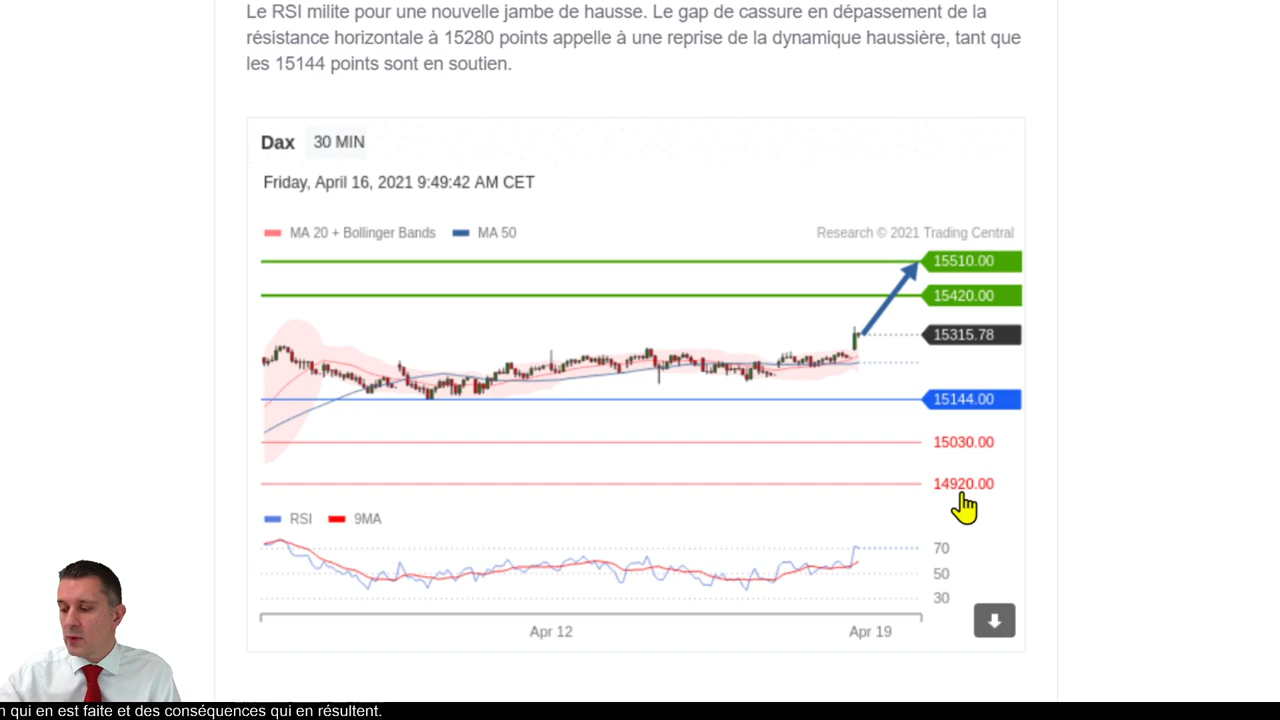 Le RSI milite pour une nouvelle jambe de hausse. Le gap de cassure en dépassement de la
résistance horizontale à 15280 points appelle à une reprise de la dynamique haussière, tant que
les 15144 points sont en soutien.
Dax 30 MIN
Friday, April 16, 2021 9:49:42 AM CET
MA 20 + Bollinger Bands MA 50 Research © 2021 Trading Central
15510.00
15420.00
15315.78
15144.00
15030.00
14920.00
RSI 9MA
70
50
30
Apr 12 Apr 19
n qui en est faite et des conséquences qui en résultent.